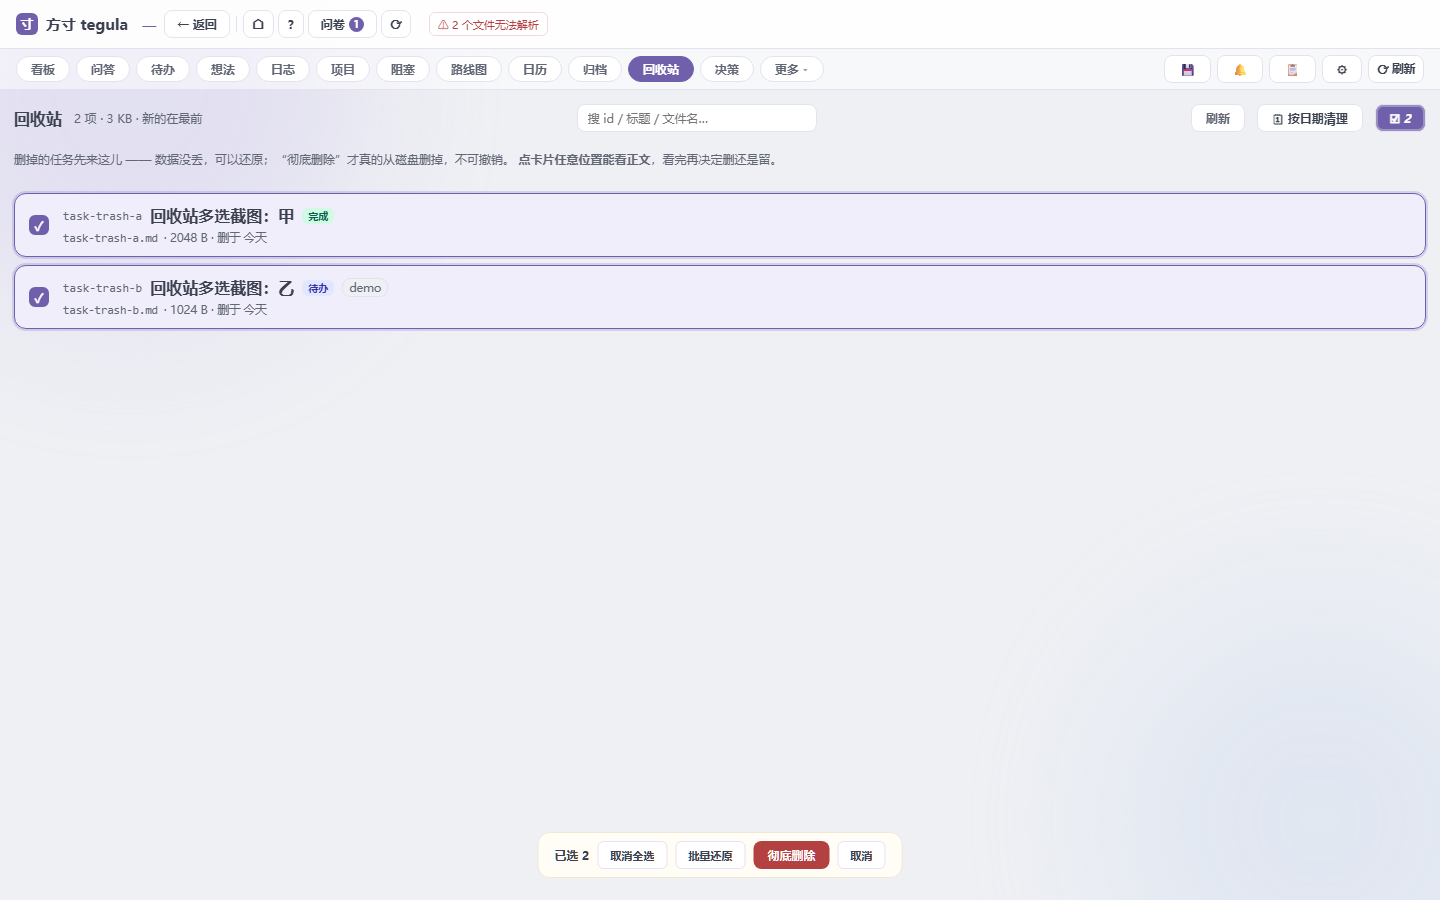 寸 方寸 tegula — ← 返回 ? 问卷 1 ⟳ ⚠ 2 个文件无法解析
看板 问答 待办 想法 日志 项目 阻塞 路线图 日历 归档 回收站 决策 更多 ⟳ 刷新
回收站 2 项 · 3 KB · 新的在最前 搜 id / 标题 / 文件名... 刷新 按日期清理 ☑ 2
删掉的任务先来这儿 —— 数据没丢，可以还原；“彻底删除”才真的从磁盘删掉，不可撤销。 点卡片任意位置能看正文，看完再决定删还是留。
task-trash-a 回收站多选截图：甲 完成
task-trash-a.md · 2048 B · 删于 今天
task-trash-b 回收站多选截图：乙 待办 demo
task-trash-b.md · 1024 B · 删于 今天
已选 2 取消全选 批量还原 彻底删除 取消